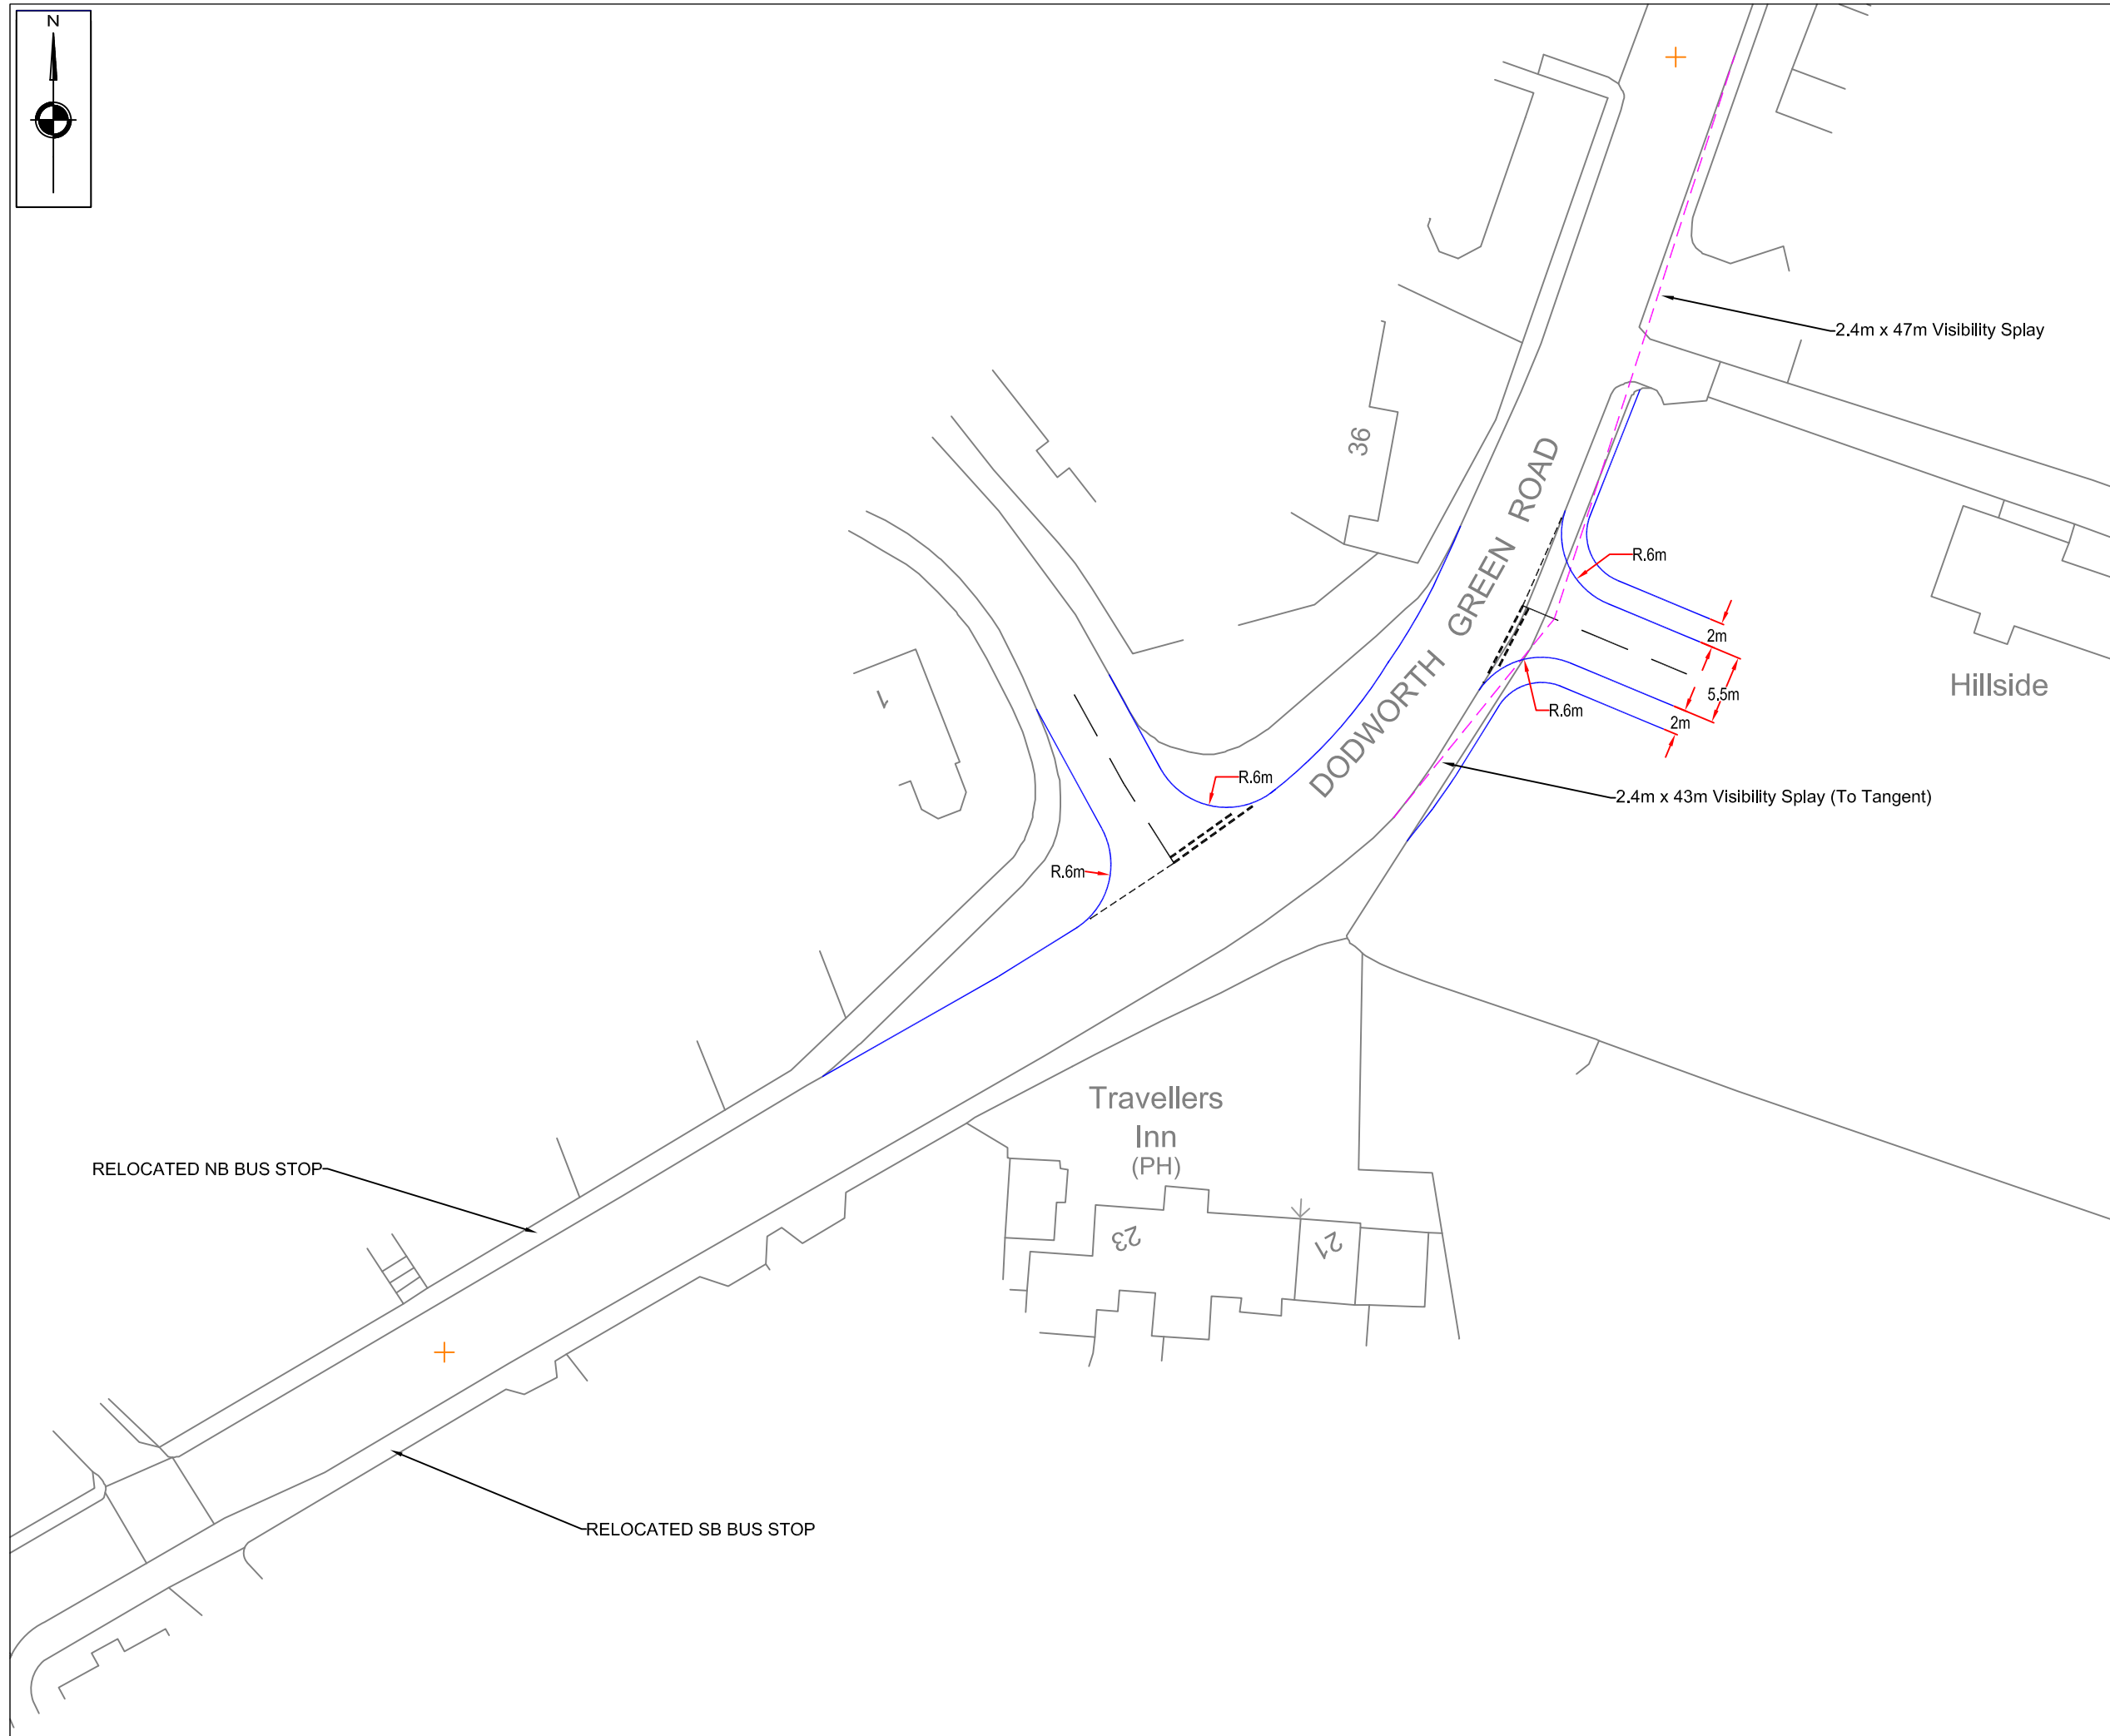 N
2.4m x 47m Visibility Splay
36
DODWORTH GREEN ROAD
R.6m
2m
5.5m
2m
R.6m
Hillside
1
R.6m
2.4m x 43m Visibility Splay (To Tangent)
R.6m
Travellers
Inn
(PH)
RELOCATED NB BUS STOP
23
21
RELOCATED SB BUS STOP